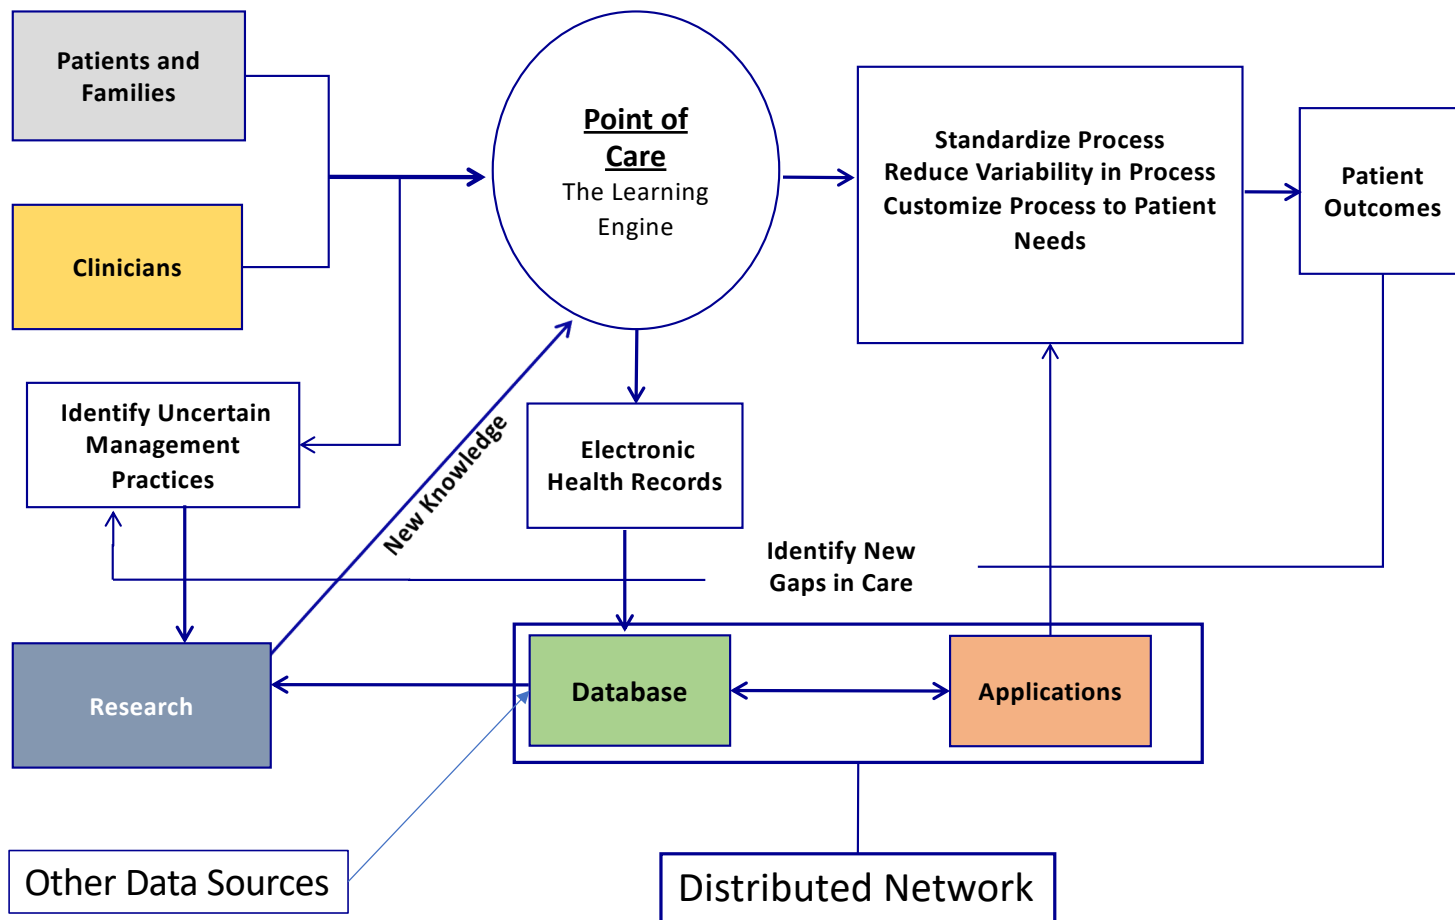 Patients and
Families
Clinicians
Point of
Care
The Learning
Engine
Standardize Process
Reduce Variability in Process
Customize Process to Patient
Needs
Patient
Outcomes
Identify Uncertain
Management
Practices
New Knowledge
Electronic
Health Records
Identify New
Gaps in Care
Research
Database
Applications
Other Data Sources
Distributed Network